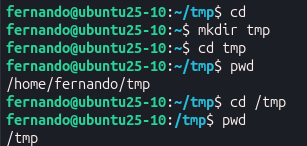 fernando@ubuntu25-10:~/tmp$ cd
fernando@ubuntu25-10:~$ mkdir tmp
fernando@ubuntu25-10:~$ cd tmp
fernando@ubuntu25-10:~/tmp$ pwd
/home/fernando/tmp
fernando@ubuntu25-10:~/tmp$ cd /tmp
fernando@ubuntu25-10:/tmp$ pwd
/tmp